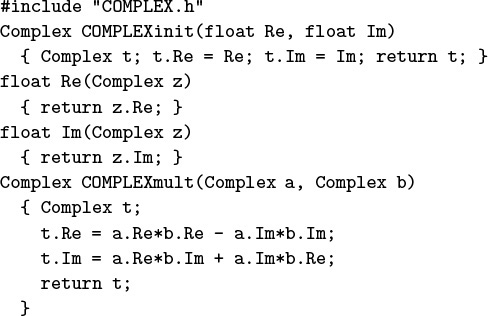 #include "COMPLEX.h"
Complex COMPLEXinit(float Re, float Im)
  { Complex t; t.Re = Re; t.Im = Im; return t; }
float Re(Complex z)
  { return z.Re; }
float Im(Complex z)
  { return z.Im; }
Complex COMPLEXmult(Complex a, Complex b)
  { Complex t;
    t.Re = a.Re*b.Re - a.Im*b.Im;
    t.Im = a.Re*b.Im + a.Im*b.Re;
    return t;
  }